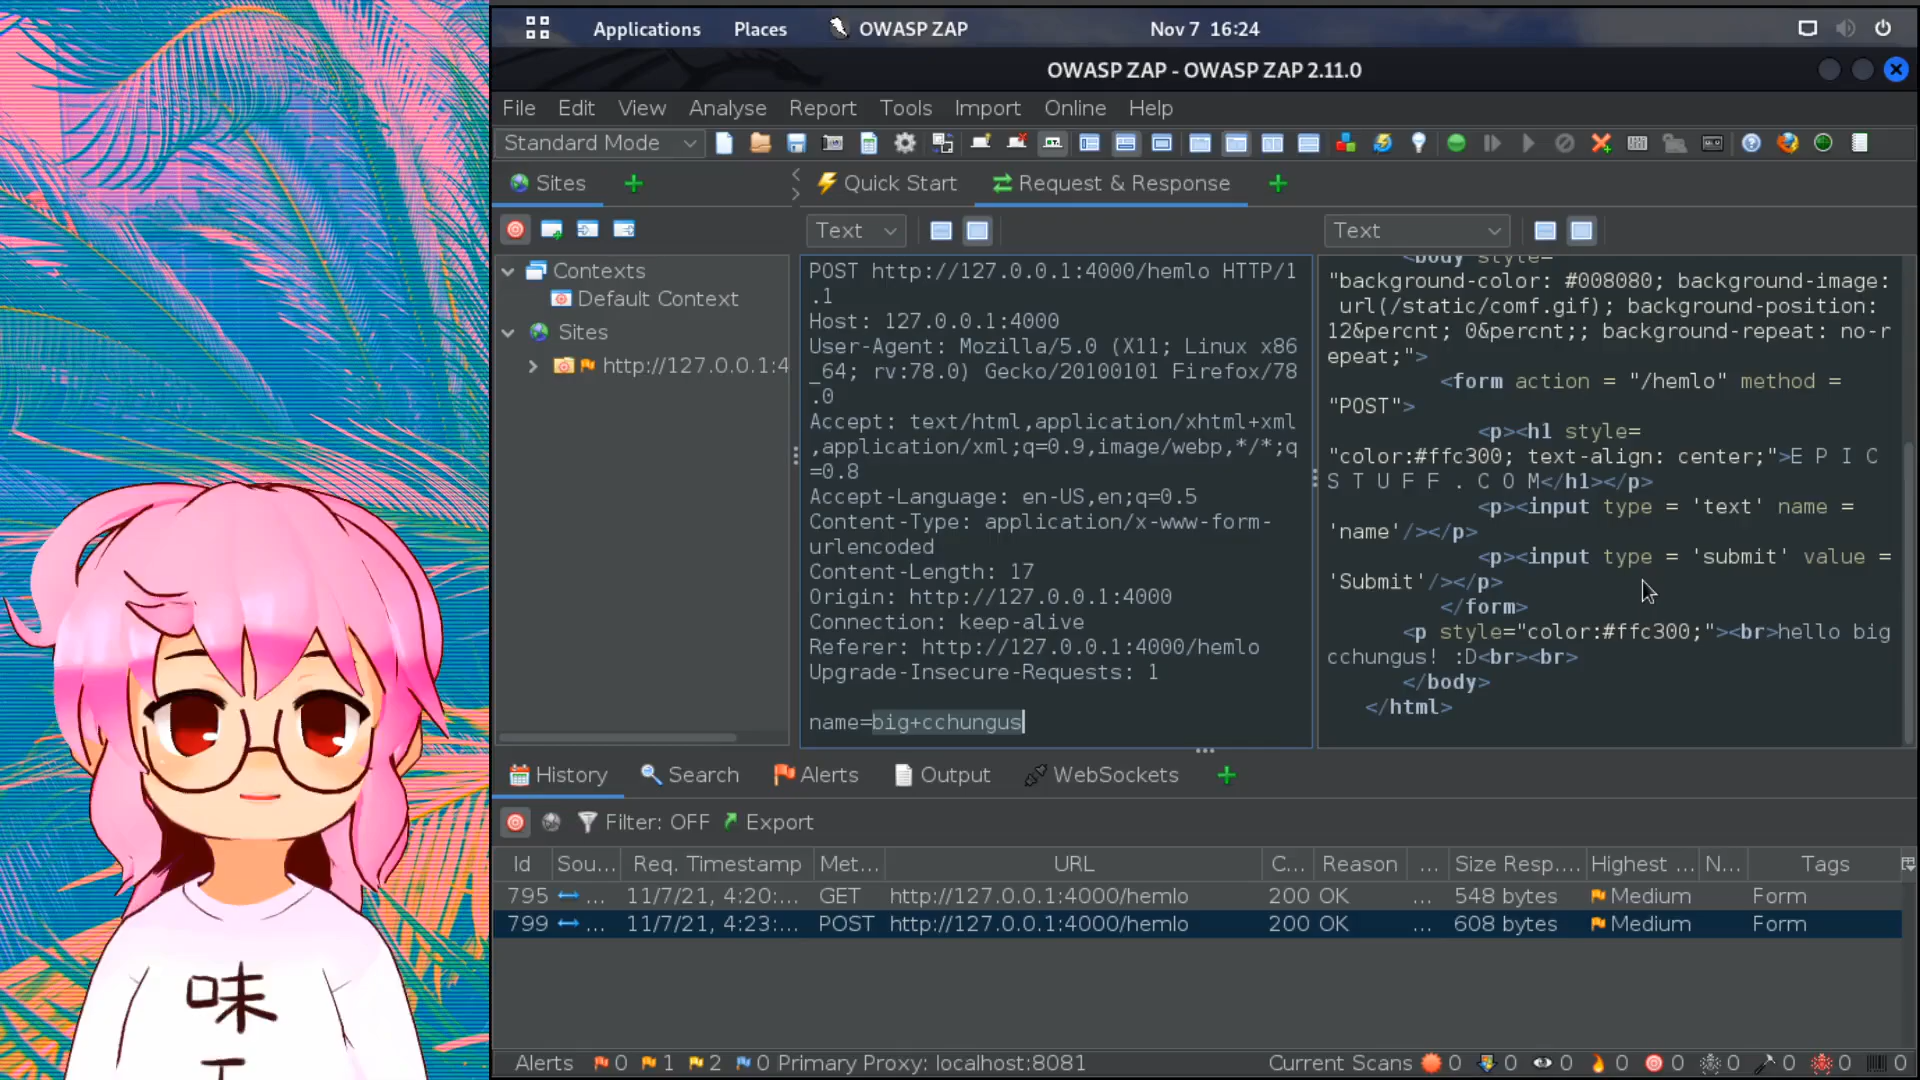 Applications Places OWASP ZAP Nov 7 16:24
OWASP ZAP - OWASP ZAP 2.11.0
File Edit View Analyse Report Tools Import Online Help
Standard Mode
Sites
Quick Start
Request & Response
Text
Text
Contexts
Default Context
Sites
http://127.0.0.1:4
POST http://127.0.0.1:4000/hemlo HTTP/1
.1
Host: 127.0.0.1:4000
User-Agent: Mozilla/5.0 (X11; Linux x86
_64; rv:78.0) Gecko/20100101 Firefox/78
.0
Accept: text/html,application/xhtml+xml
,application/xml;q=0.9,image/webp,*/*;q
=0.8
Accept-Language: en-US,en;q=0.5
Content-Type: application/x-www-form-
urlencoded
Content-Length: 17
Origin: http://127.0.0.1:4000
Connection: keep-alive
Referer: http://127.0.0.1:4000/hemlo
Upgrade-Insecure-Requests: 1
name=big+cchungus
<body style=
"background-color: #008080; background-image:
url(/static/comf.gif); background-position:
12&percnt; 0&percnt;; background-repeat: no-r
epeat;">
<form action = "/hemlo" method =
"POST">
<p><h1 style=
"color:#ffc300; text-align: center;">E P I C
S T U F F . C O M</h1></p>
<p><input type = 'text' name =
'name'/></p>
<p><input type = 'submit' value =
'Submit'/></p>
</form>
<p style="color:#ffc300;"><br>hello big
cchungus! :D<br><br>
</body>
</html>
History Search Alerts Output WebSockets
Filter: OFF Export
Id Sou... Req. Timestamp Met... URL C... Reason ... Size Resp.... Highest ... N... Tags
795 ... 11/7/21, 4:20:... GET http://127.0.0.1:4000/hemlo 200 OK ... 548 bytes Medium Form
799 ... 11/7/21, 4:23:... POST http://127.0.0.1:4000/hemlo 200 OK ... 608 bytes Medium Form
Alerts 0 1 2 0 Primary Proxy: localhost:8081 Current Scans 0 0 0 0 0 0 0 0 0
味